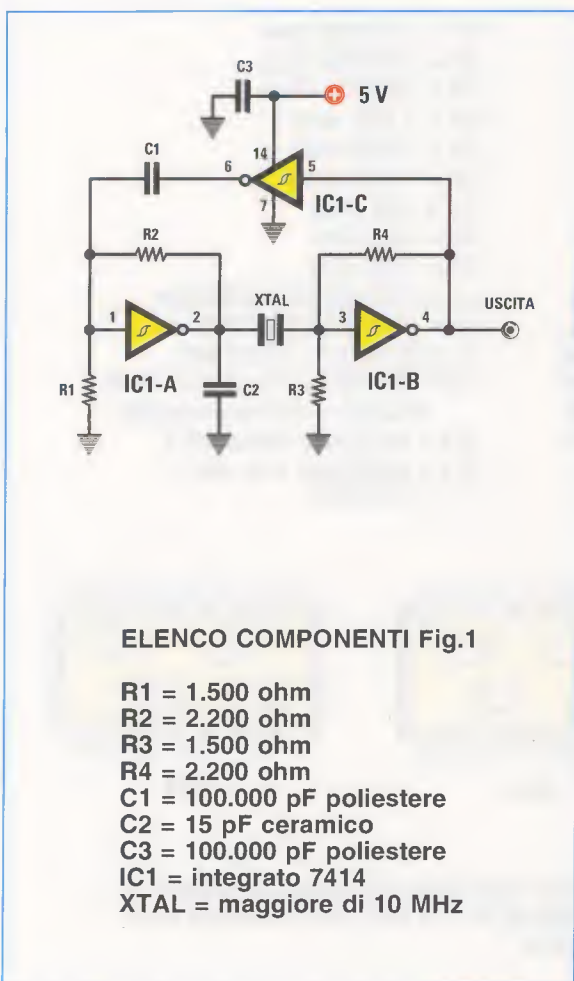 C3
5 V
C1
6
14
5
7
IC1-C
R2
R4
XTAL
USCITA
1
2
3
4
R1
IC1-A
C2
R3
IC1-B
ELENCO COMPONENTI Fig.1
R1 = 1.500 ohm
R2 = 2.200 ohm
R3 = 1.500 ohm
R4 = 2.200 ohm
C1 = 100.000 pF poliestere
C2 = 15 pF ceramico
C3 = 100.000 pF poliestere
IC1 = integrato 7414
XTAL = maggiore di 10 MHz